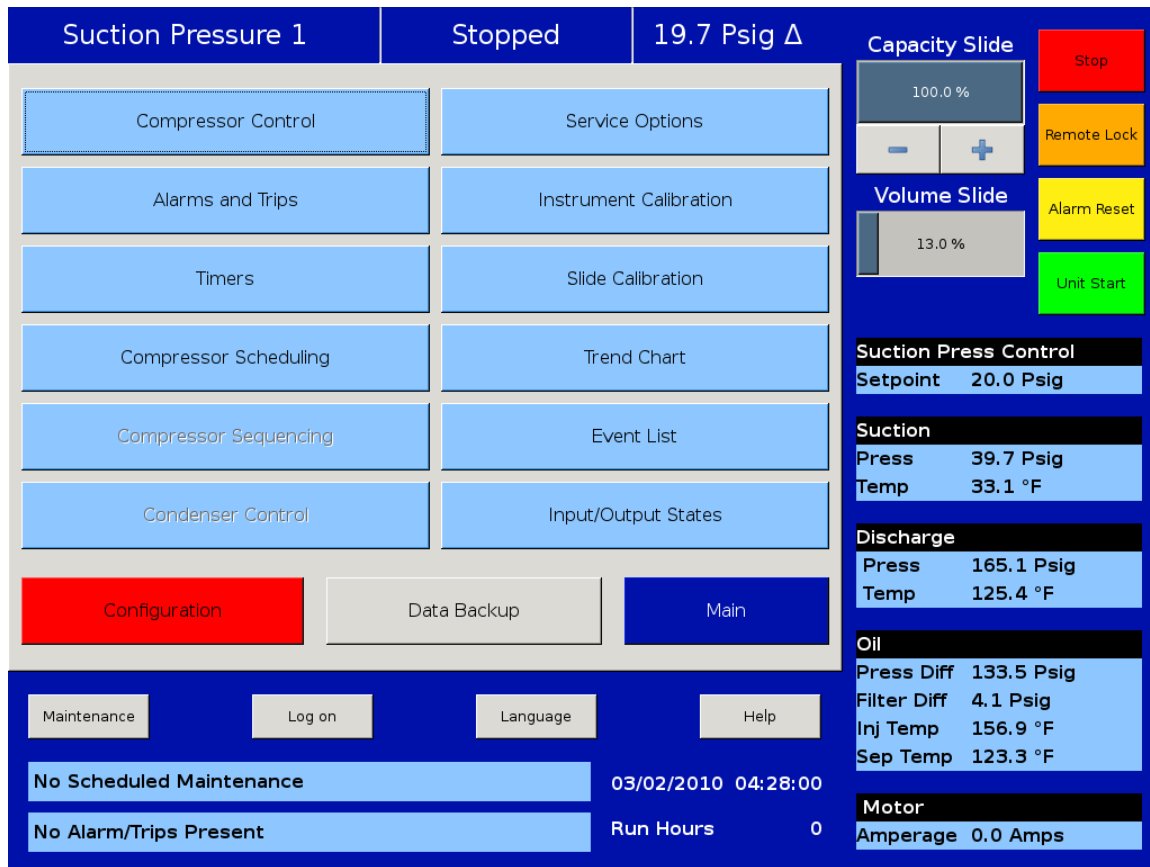 Suction Pressure 1 Stopped 19.7 Psig Δ
Compressor Control Service Options
Alarms and Trips Instrument Calibration
Timers Slide Calibration
Compressor Scheduling Trend Chart
Compressor Sequencing Event List
Condenser Control Input/Output States
Configuration Data Backup Main
Maintenance Log on Language Help
No Scheduled Maintenance 03/02/2010 04:28:00
No Alarm/Trips Present Run Hours 0
Capacity Slide
100.0 %
Volume Slide
13.0 %
Stop
Remote Lock
Alarm Reset
Unit Start
Suction Press Control
Setpoint 20.0 Psig
Suction
Press 39.7 Psig
Temp 33.1 °F
Discharge
Press 165.1 Psig
Temp 125.4 °F
Oil
Press Diff 133.5 Psig
Filter Diff 4.1 Psig
Inj Temp 156.9 °F
Sep Temp 123.3 °F
Motor
Amperage 0.0 Amps